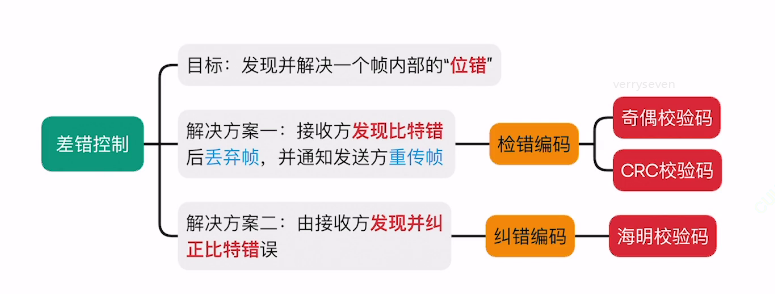 目标：发现并解决一个帧内部的“位错”
verryseven
差错控制
解决方案一：接收方发现比特错
后丢弃帧，并通知发送方重传帧
检错编码
奇偶校验码
CRC校验码
解决方案二：由接收方发现并纠
正比特错误
纠错编码
海明校验码